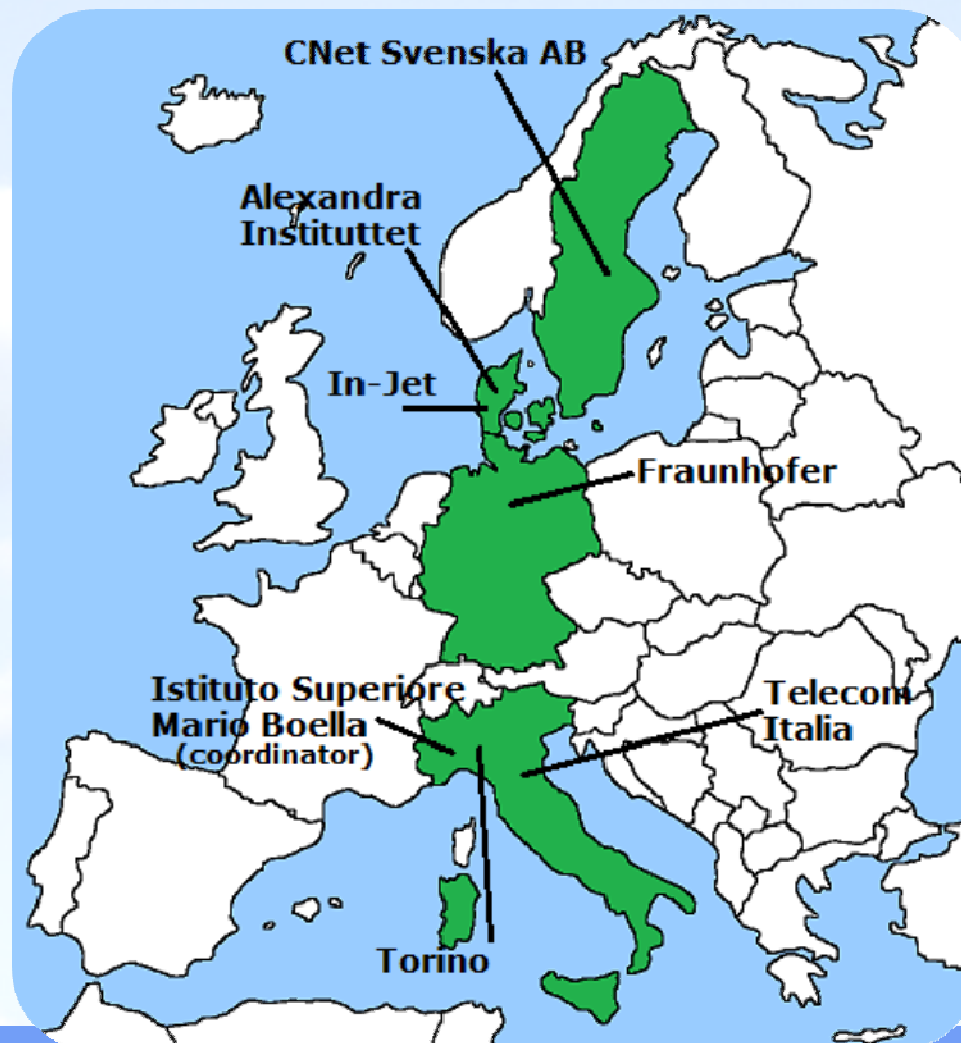 CNet Svenska AB
Alexandra
Instituttet
In-Jet
Fraunhofer
Istituto Superiore
Mario Boella
(coordinator)
Telecom
Italia
Torino